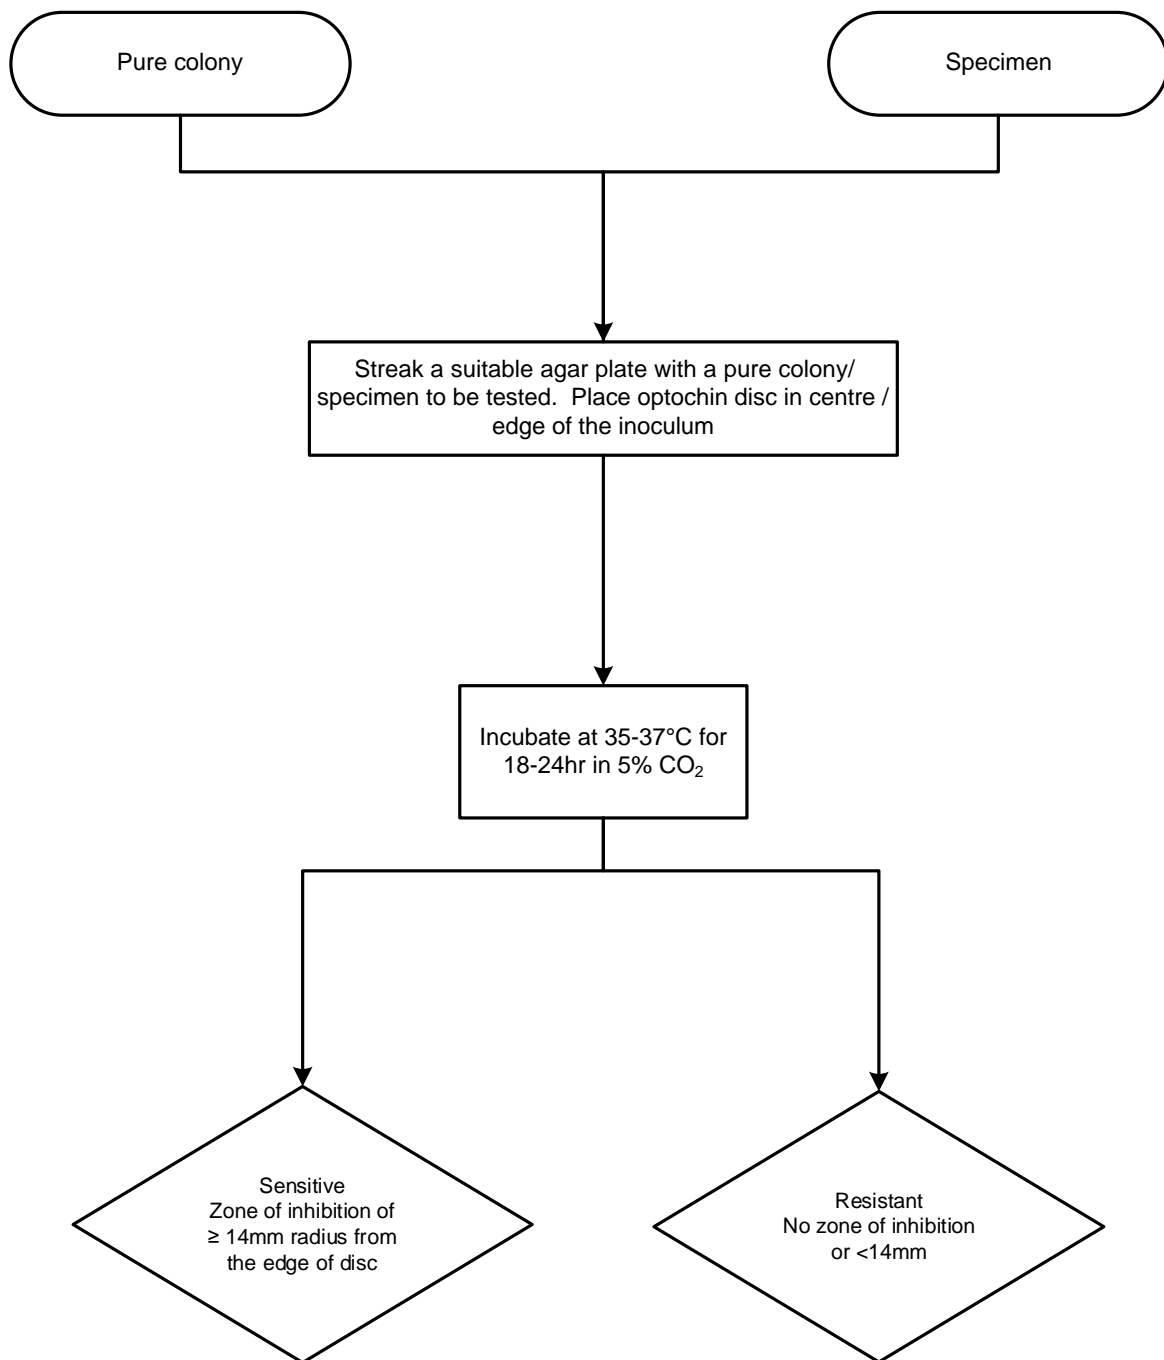 Pure colony
Specimen
Streak a suitable agar plate with a pure colony/
specimen to be tested.  Place optochin disc in centre /
edge of the inoculum
Incubate at 35-37°C for
18-24hr in 5% CO₂
Sensitive
Zone of inhibition of
≥ 14mm radius from
the edge of disc
Resistant
No zone of inhibition
or <14mm